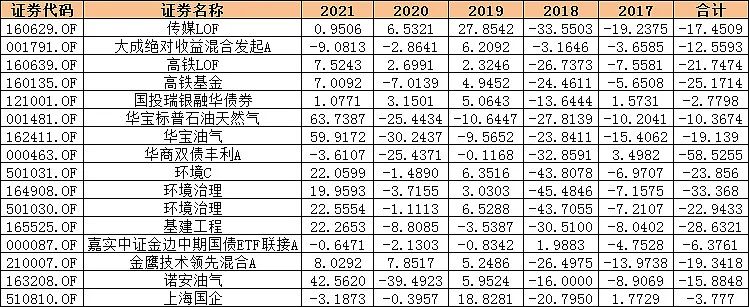 证券代码 证券名称 2021 2020 2019 2018 2017 合计
160629.OF 传媒LOF 0.9506 6.5321 27.8542 -33.5503 -19.2375 -17.4509
001791.OF 大成绝对收益混合发起A -9.0813 -2.8641 6.2092 -3.1646 -3.6585 -12.5593
160639.OF 高铁LOF 7.5243 2.6991 2.3246 -26.7373 -7.5581 -21.7474
160135.OF 高铁基金 7.0092 -7.0139 4.9452 -24.4611 -5.6508 -25.1714
121001.OF 国投瑞银融华债券 1.0771 3.1501 5.0643 -13.6444 1.5731 -2.7798
001481.OF 华宝标普石油天然气 63.7387 -25.4434 -10.6447 -27.8139 -10.2041 -10.3674
162411.OF 华宝油气 59.9172 -30.2437 -9.5652 -23.8411 -15.4062 -19.139
000463.OF 华商双债丰利A -3.6107 -25.4371 -0.1168 -32.8591 3.4982 -58.5255
501031.OF 环境C 22.0599 -1.4890 6.3516 -43.8078 -6.9707 -23.856
164908.OF 环境治理 19.9593 -3.7155 3.0303 -45.4846 -7.1575 -33.368
501030.OF 环境治理 22.5554 -1.1113 6.5288 -43.7055 -7.2107 -22.9433
165525.OF 基建工程 22.2653 -8.8085 -3.5387 -30.5100 -8.0402 -28.6321
000087.OF 嘉实中证金边中期国债ETF联接A -0.6471 -2.1303 -0.8342 1.9883 -4.7528 -6.3761
210007.OF 金鹰技术领先混合A 8.0292 7.8517 5.2486 -26.4975 -13.9738 -19.3418
163208.OF 诺安油气 42.5620 -39.4923 5.9524 -16.0000 -8.9069 -15.8848
510810.OF 上海国企 -3.1873 -0.3957 18.8281 -20.7950 1.7729 -3.777